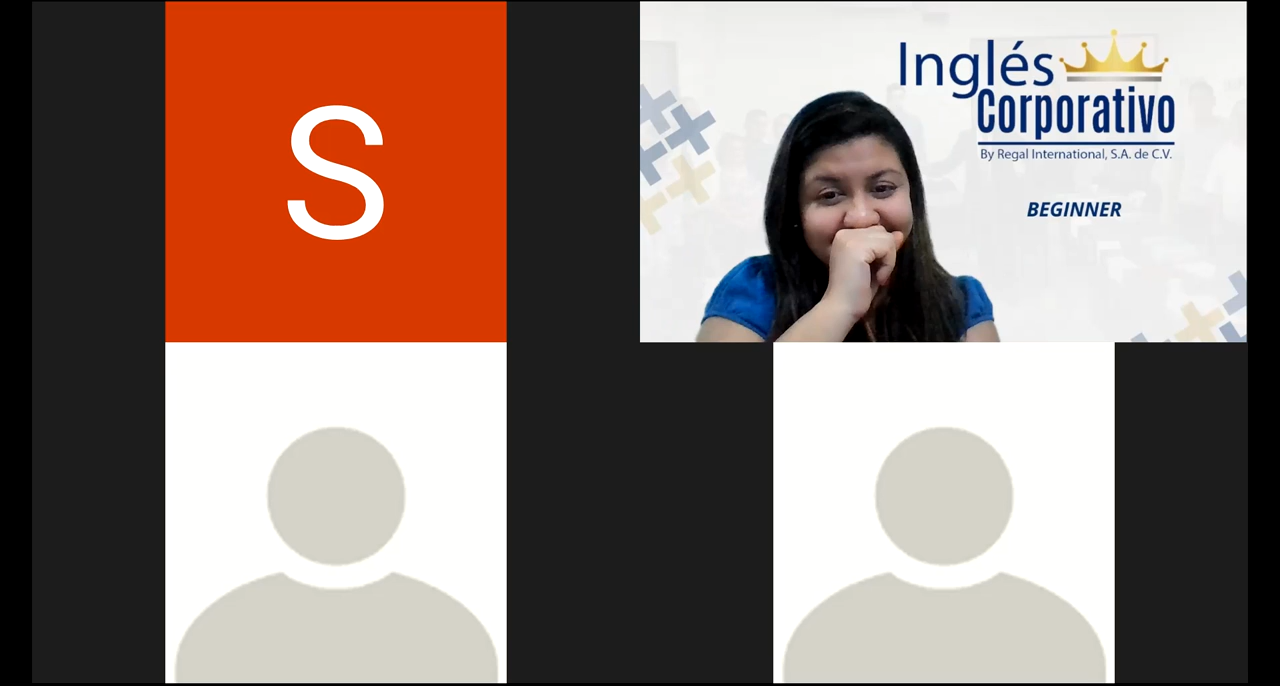 S
Inglés
Corporativo
By Regal International, S.A. de C.V.
BEGINNER